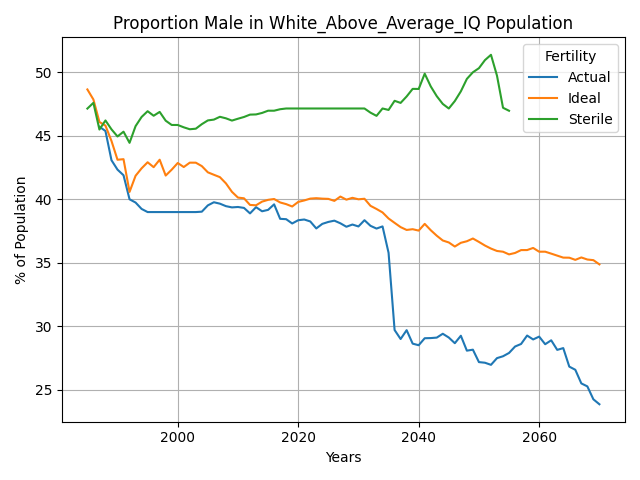 Proportion Male in White_Above_Average_IQ Population
Fertility
Actual
Ideal
Sterile
% of Population
50
45
40
35
30
25
2000
2020
2040
2060
Years